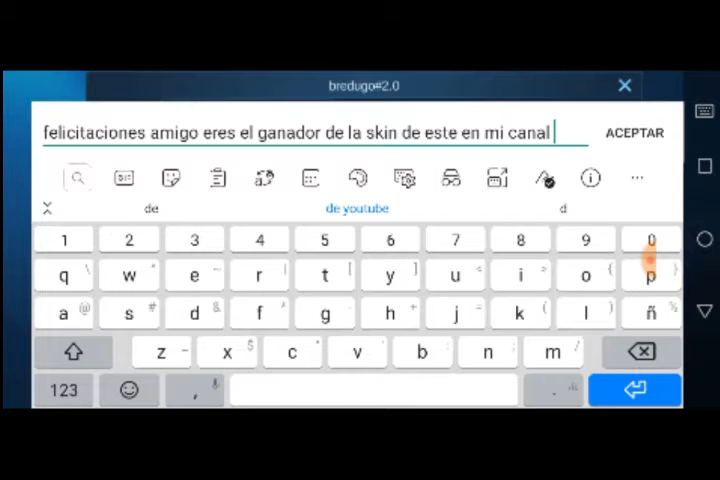 bredugo#2.0
felicitaciones amigo eres el ganador de la skin de este en mi canal
ACEPTAR
de de youtube d
1 2 3 4 5 6 7 8 9 0
q w e r t y u i o p
a s d f g h j k l ñ
z x c v b n m
123 , .